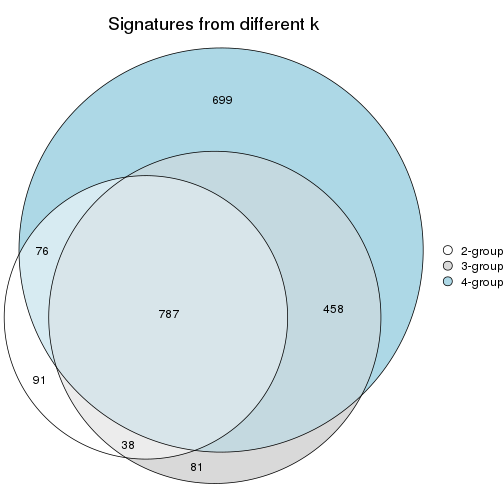 Signatures from different k
699
76
787
458
91
38
81
2-group
3-group
4-group